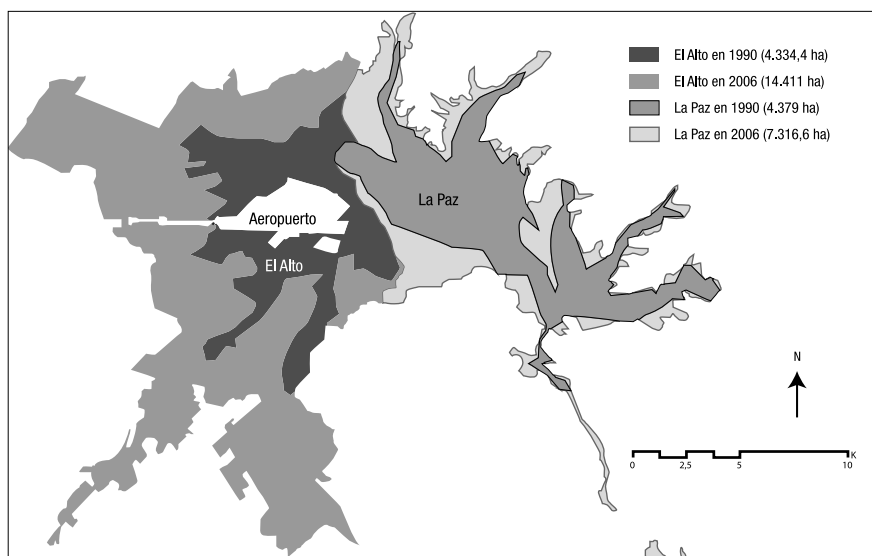 El Alto en 1990 (4.334,4 ha)
El Alto en 2006 (14.411 ha)
La Paz en 1990 (4.379 ha)
La Paz en 2006 (7.316,6 ha)
La Paz
Aeropuerto
El Alto
N
K
0 2,5 5 10